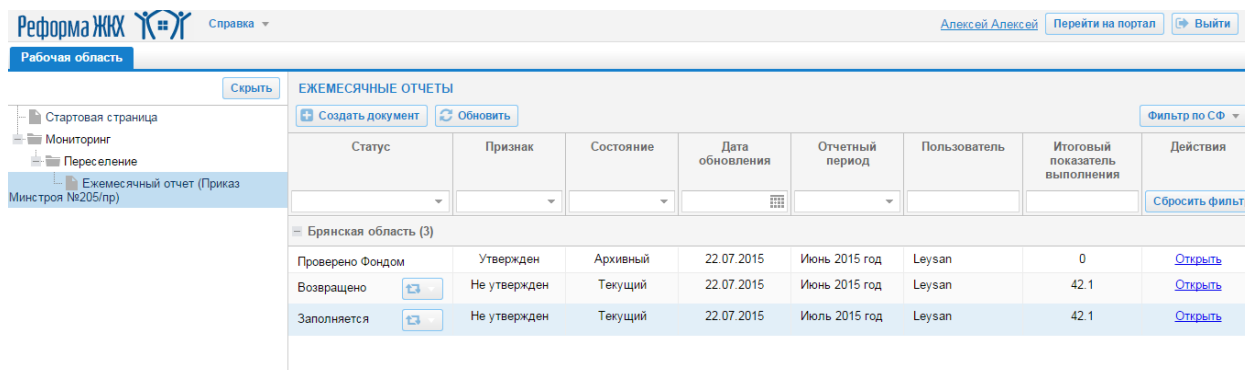 Реформа ЖКХ Справка Алексей Алексей Перейти на портал Выйти
Рабочая область
Скрыть
Стартовая страница
Мониторинг
Переселение
Ежемесячный отчет (Приказ
Минстроя №205/пр)
ЕЖЕМЕСЯЧНЫЕ ОТЧЕТЫ
Создать документ Обновить Фильтр по СФ
Статус Признак Состояние Дата Отчетный Пользователь Итоговый Действия
обновления период показатель
выполнения
Сбросить фильт
Брянская область (3)
Проверено Фондом Утвержден Архивный 22.07.2015 Июнь 2015 год Leysan 0 Открыть
Возвращено Не утвержден Текущий 22.07.2015 Июнь 2015 год Leysan 42.1 Открыть
Заполняется Не утвержден Текущий 22.07.2015 Июль 2015 год Leysan 42.1 Открыть